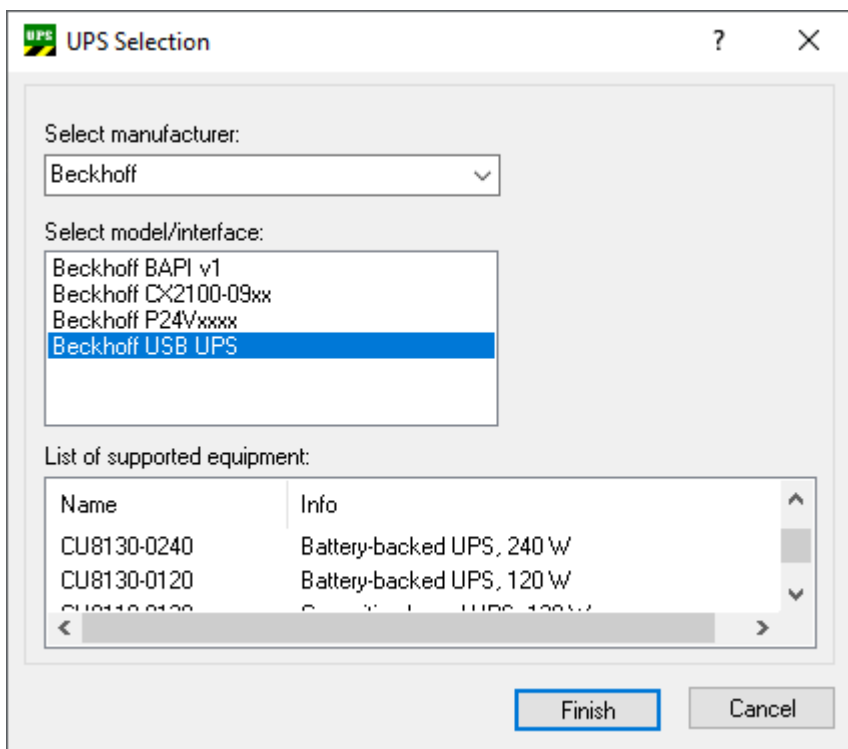 UPS UPS Selection ?
Select manufacturer:
Beckhoff
Select model/interface:
Beckhoff BAPI v1
Beckhoff CX2100-09xx
Beckhoff P24Vxxxx
Beckhoff USB UPS
List of supported equipment:
Name Info
CU8130-0240 Battery-backed UPS, 240 W
CU8130-0120 Battery-backed UPS, 120 W
Finish Cancel